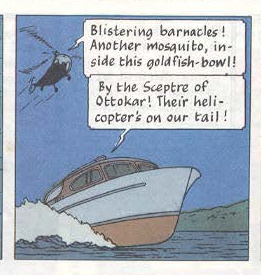 Blistering barnacles!
Another mosquito, in-
side this goldfish-bowl!
By the Sceptre of
Ottokar! Their heli-
copter's on our tail!